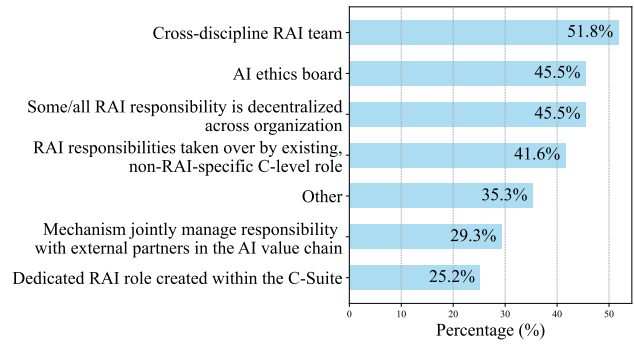 Cross-discipline RAI team
51.8%
AI ethics board
45.5%
Some/all RAI responsibility is decentralized
across organization
45.5%
RAI responsibilities taken over by existing,
non-RAI-specific C-level role
41.6%
Other
35.3%
Mechanism jointly manage responsibility
with external partners in the AI value chain
29.3%
Dedicated RAI role created within the C-Suite
25.2%
0 10 20 30 40 50
Percentage (%)